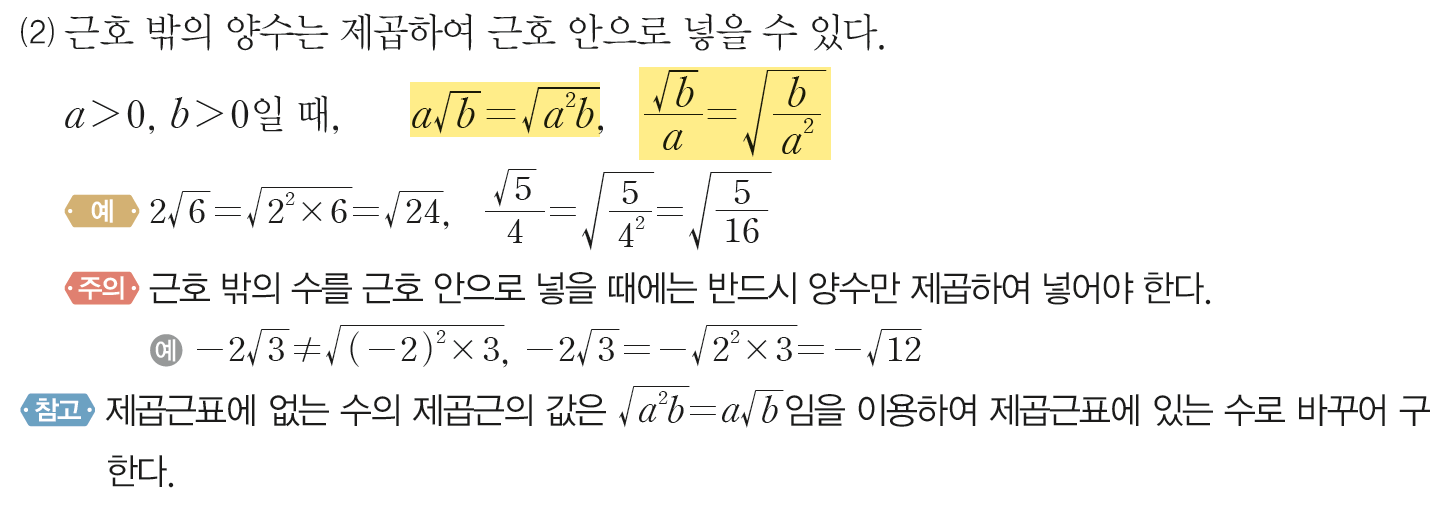 (2) 근호 밖의 양수는 제곱하여 근호 안으로 넣을 수 있다.
a>0, b>0일 때, a√b=√(a²b), √b/a=√(b/a²)
예 2√6=√(2²×6)=√24, √5/4=√(5/4²)=√(5/16)
주의 근호 밖의 수를 근호 안으로 넣을 때에는 반드시 양수만 제곱하여 넣어야 한다.
예 −2√3≠√((−2)²×3), −2√3=−√(2²×3)=−√12
참고 제곱근표에 없는 수의 제곱근의 값은 √(a²b)=a√b임을 이용하여 제곱근표에 있는 수로 바꾸어 구
한다.